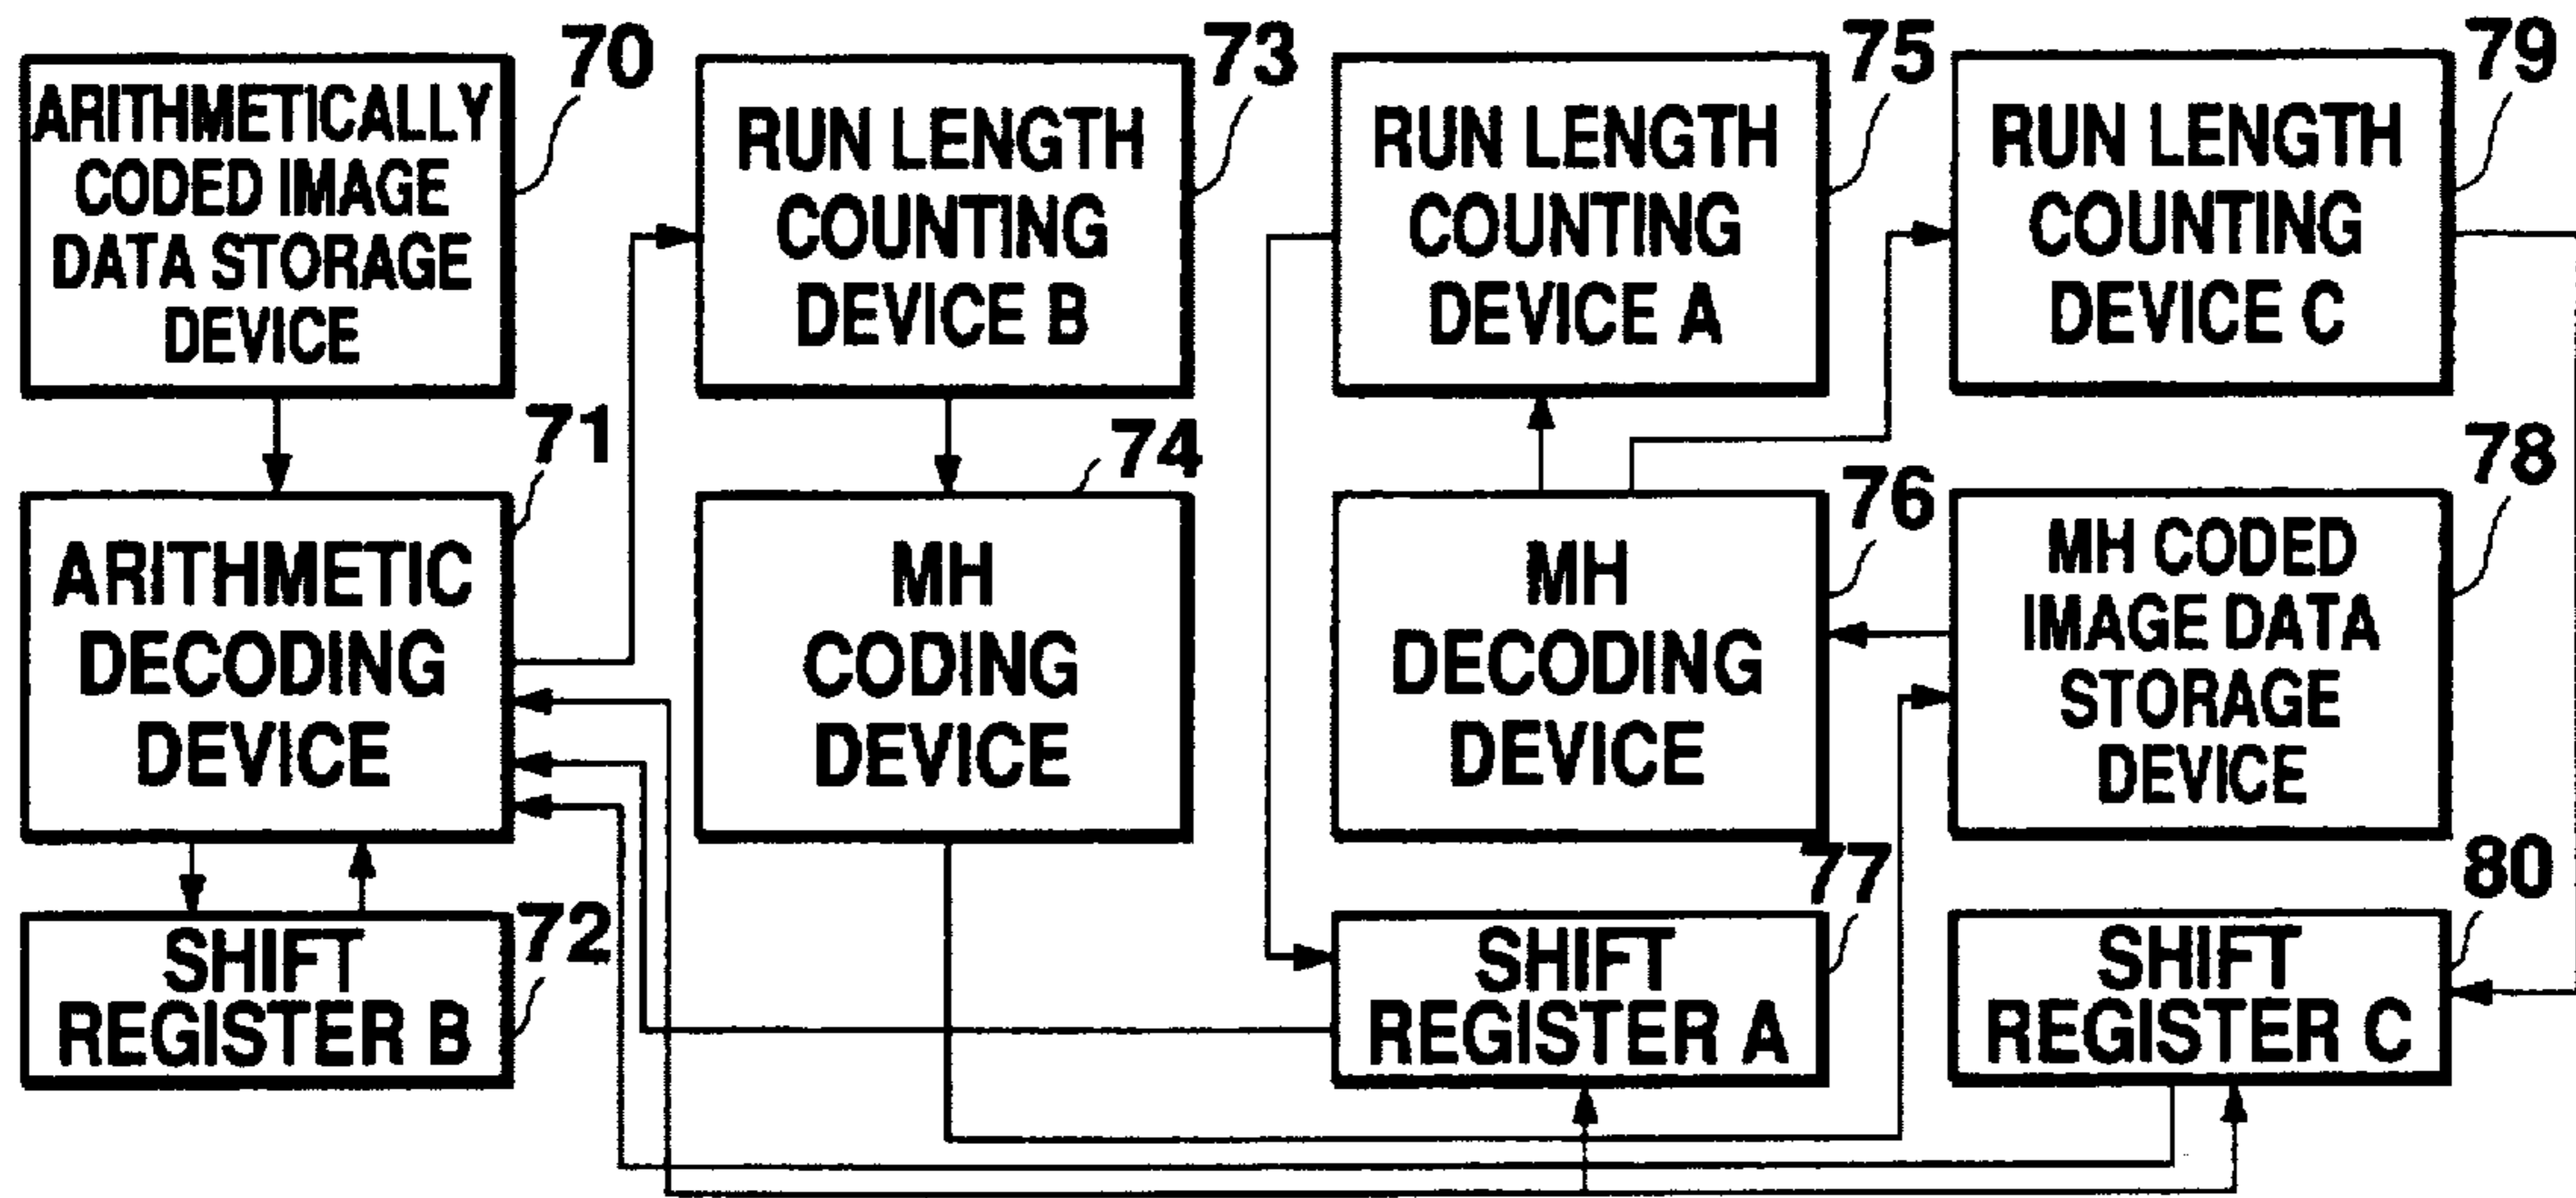 70
ARITHMETICALLY
CODED IMAGE
DATA STORAGE
DEVICE
73
RUN LENGTH
COUNTING
DEVICE B
75
RUN LENGTH
COUNTING
DEVICE A
79
RUN LENGTH
COUNTING
DEVICE C
71
ARITHMETIC
DECODING
DEVICE
74
MH
CODING
DEVICE
76
MH
DECODING
DEVICE
78
MH CODED
IMAGE DATA
STORAGE
DEVICE
72
SHIFT
REGISTER B
77
SHIFT
REGISTER A
80
SHIFT
REGISTER C